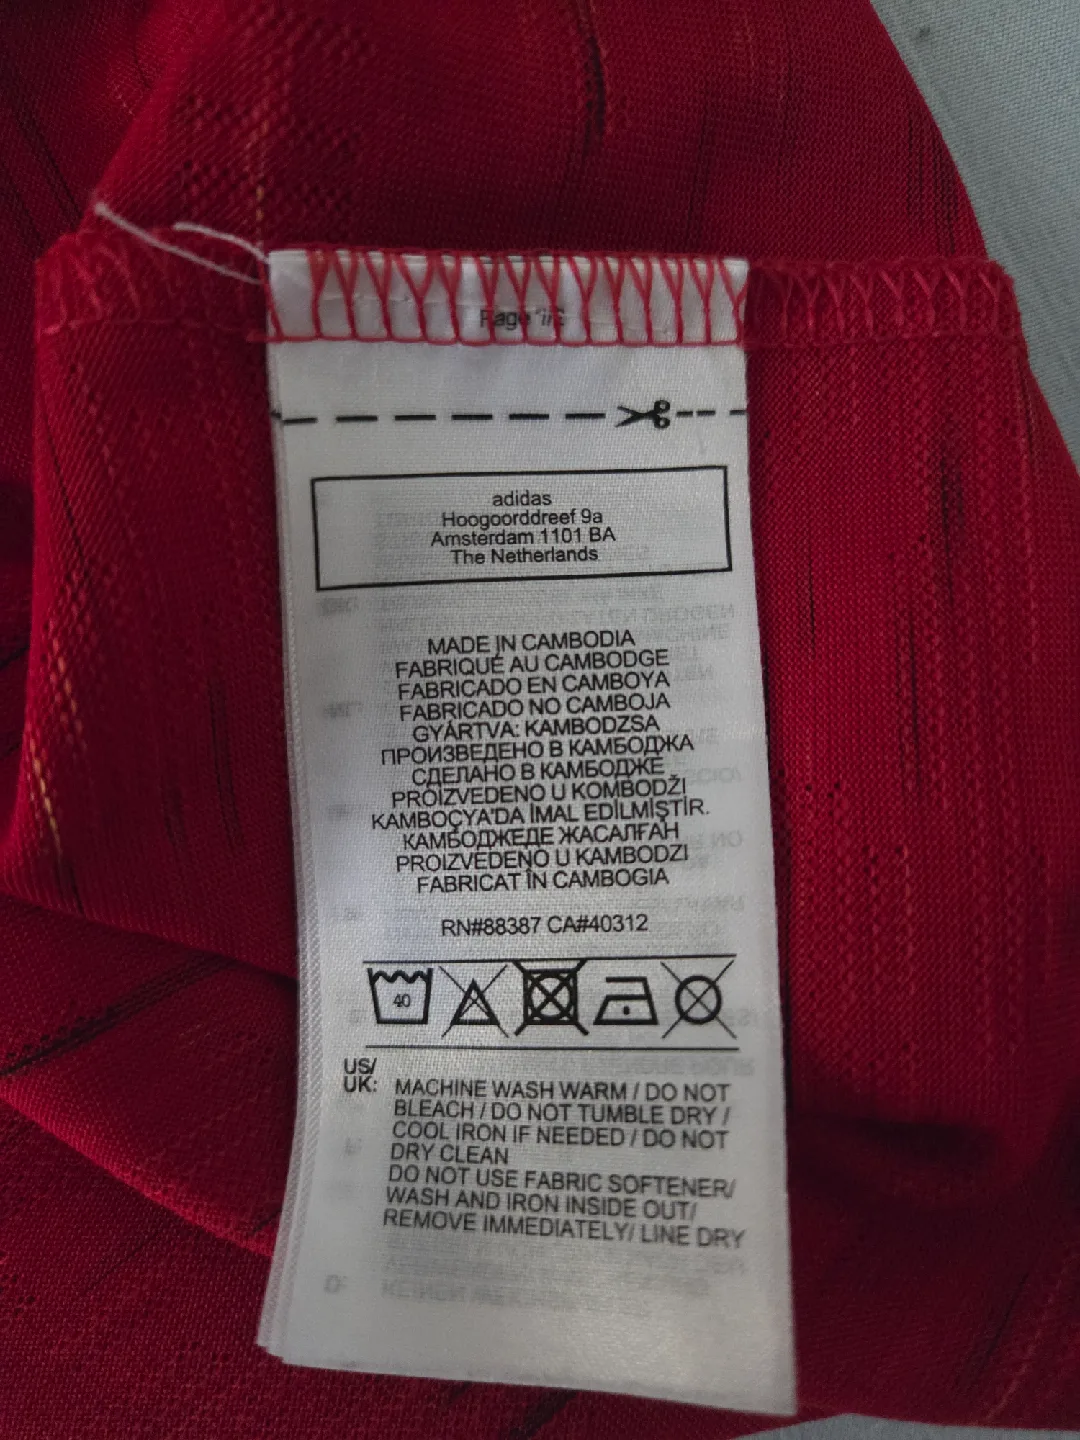 adidas
Hoogoorddreef 9a
Amsterdam 1101 BA
The Netherlands
MADE IN CAMBODIA
FABRIQUÉ AU CAMBODGE
FABRICADO EN CAMBOYA
FABRICADO NO CAMBOJA
GYÁRTVA: KAMBODZSA
ПРОИЗВЕДЕНО В КАМБОДЖА
СДЕЛАНО В КАМБОДЖЕ
PROIZVEDENO U KOMBODŽI
KAMBOÇYA'DA İMAL EDİLMİŞTİR.
КАМБОДЖЕДЕ ЖАСАЛҒАН
PROIZVEDENO U KAMBODZI
FABRICAT ÎN CAMBOGIA
RN#88387 CA#40312
40
US/
UK: MACHINE WASH WARM / DO NOT
BLEACH / DO NOT TUMBLE DRY /
COOL IRON IF NEEDED / DO NOT
DRY CLEAN
DO NOT USE FABRIC SOFTENER/
WASH AND IRON INSIDE OUT/
REMOVE IMMEDIATELY/ LINE DRY